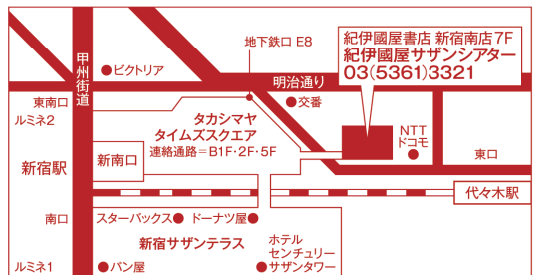 紀伊國屋書店 新宿南店7F
紀伊國屋サザンシアター
03(5361)3321
地下鉄口 E8
甲州街道
ビクトリア
明治通り
交番
東南口
ルミネ2
タカシマヤ
タイムズスクエア
連絡通路=B1F・2F・5F
NTT
ドコモ
東口
新宿駅
新南口
代々木駅
南口
スターバックス
ドーナツ屋
新宿サザンテラス
ホテル
センチュリー
サザンタワー
ルミネ1
パン屋